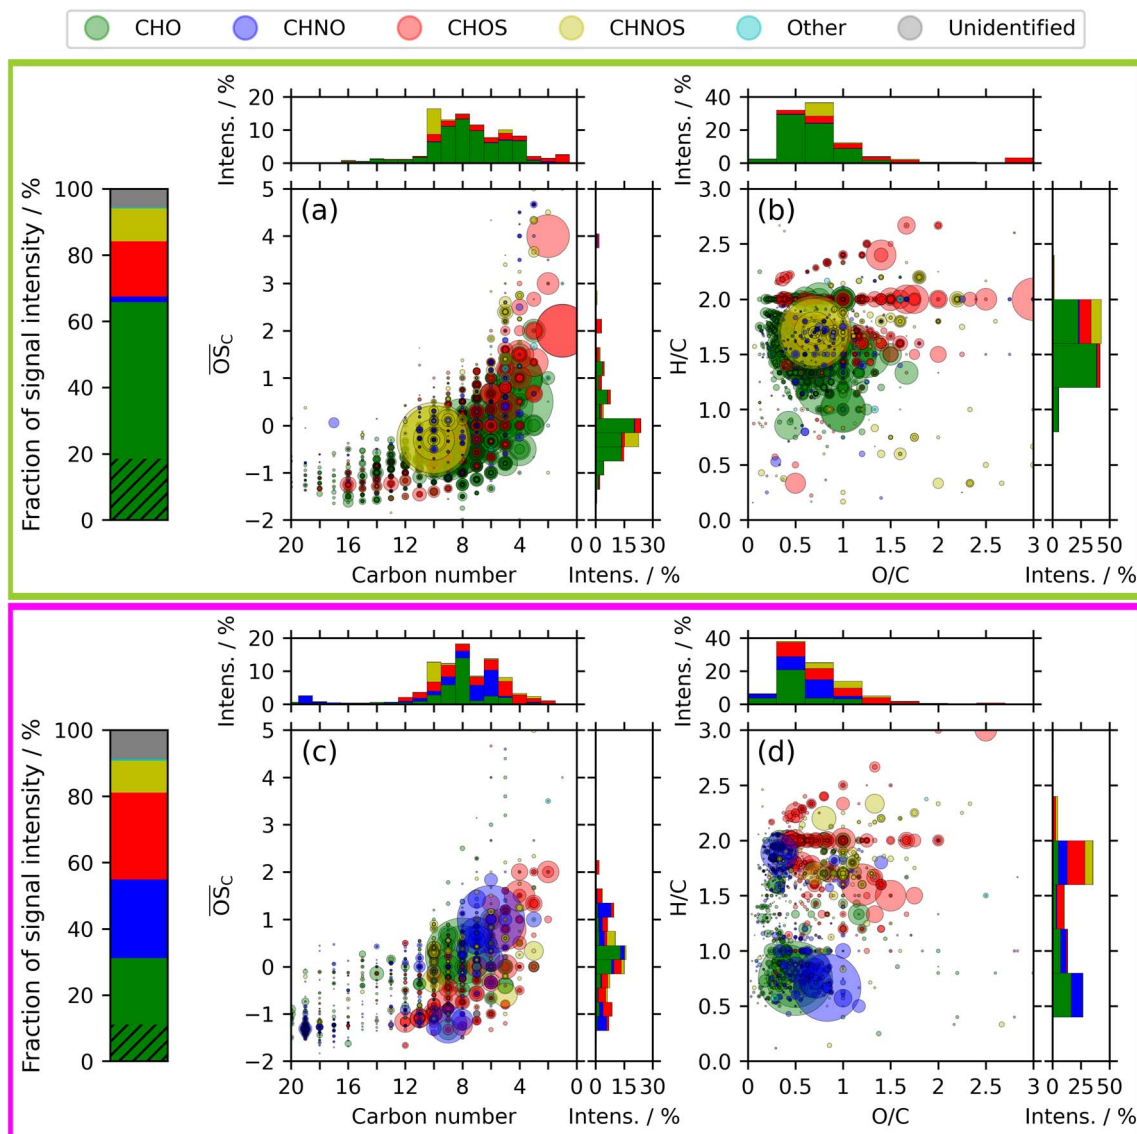 CHO CHNO CHOS CHNOS Other Unidentified
Intens. / %
20
10
0
Intens. / %
40
20
0
Fraction of signal intensity / %
100
80
60
40
20
0
(a)
OSC
5
4
3
2
1
0
−1
−2
20 16 12 8 4 0
Carbon number
0 15 30
Intens. / %
(b)
H/C
3.0
2.5
2.0
1.5
1.0
0.5
0.0
0 0.5 1 1.5 2 2.5 3
O/C
0 25 50
Intens. / %
Intens. / %
20
10
0
Intens. / %
40
20
0
Fraction of signal intensity / %
100
80
60
40
20
0
(c)
OSC
5
4
3
2
1
0
−1
−2
20 16 12 8 4 0
Carbon number
0 15 30
Intens. / %
(d)
H/C
3.0
2.5
2.0
1.5
1.0
0.5
0.0
0 0.5 1 1.5 2 2.5 3
O/C
0 25 50
Intens. / %